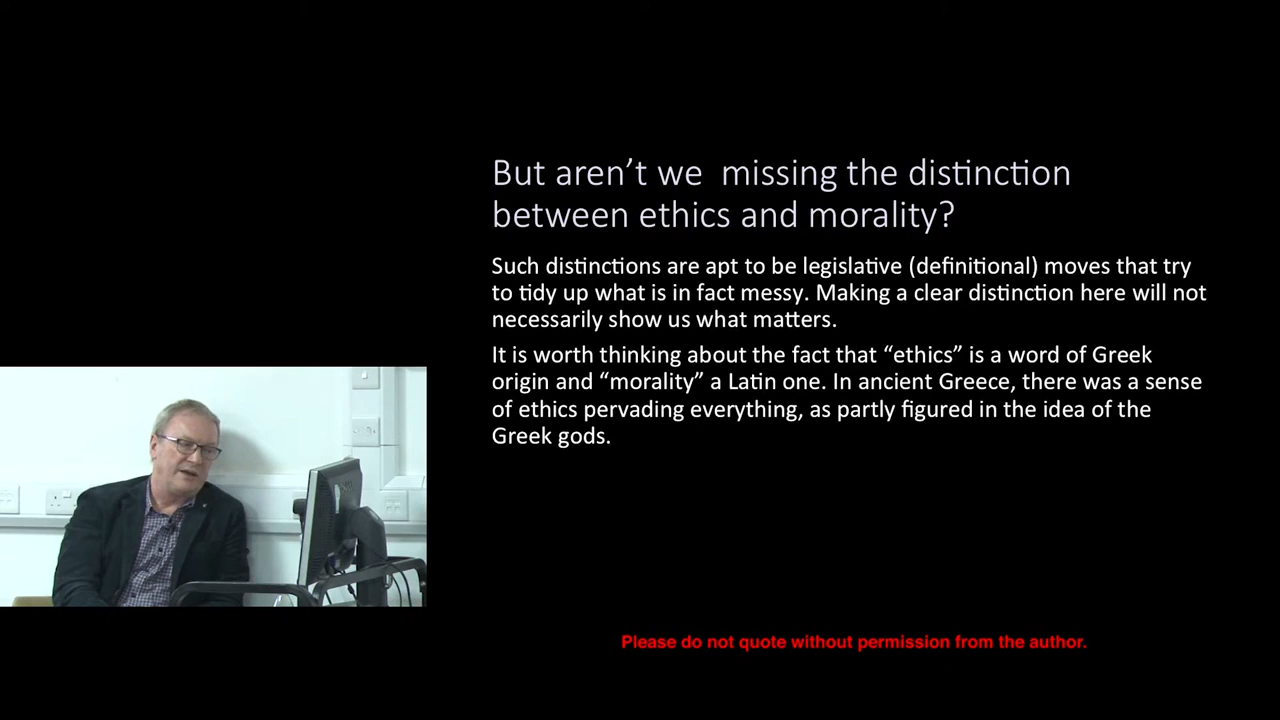 But aren’t we  missing the distinction
between ethics and morality?
Such distinctions are apt to be legislative (definitional) moves that try
to tidy up what is in fact messy. Making a clear distinction here will not
necessarily show us what matters.
It is worth thinking about the fact that “ethics” is a word of Greek
origin and “morality” a Latin one. In ancient Greece, there was a sense
of ethics pervading everything, as partly figured in the idea of the
Greek gods.
Please do not quote without permission from the author.